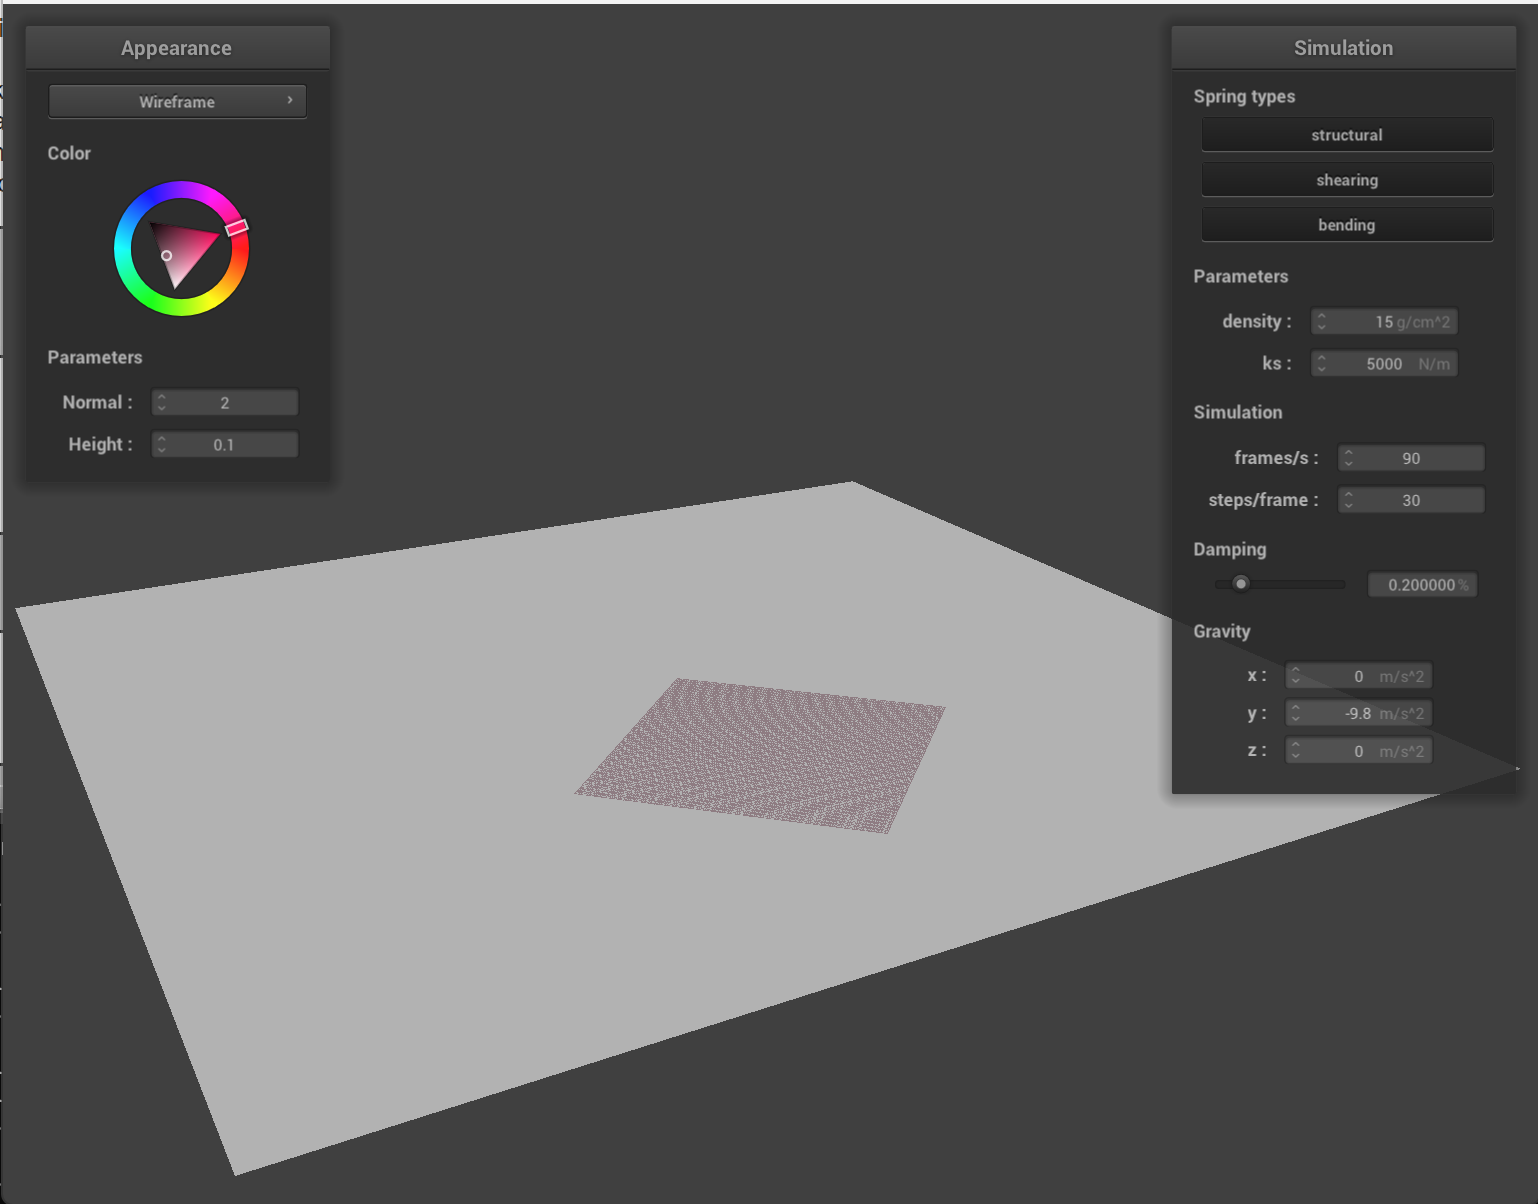 Appearance
Wireframe
Color
Parameters
Normal : 2
Height : 0.1
Simulation
Spring types
structural
shearing
bending
Parameters
density : 15 g/cm^2
ks : 5000 N/m
Simulation
frames/s : 90
steps/frame : 30
Damping
0.200000 %
Gravity
x : 0 m/s^2
y : -9.8 m/s^2
z : 0 m/s^2